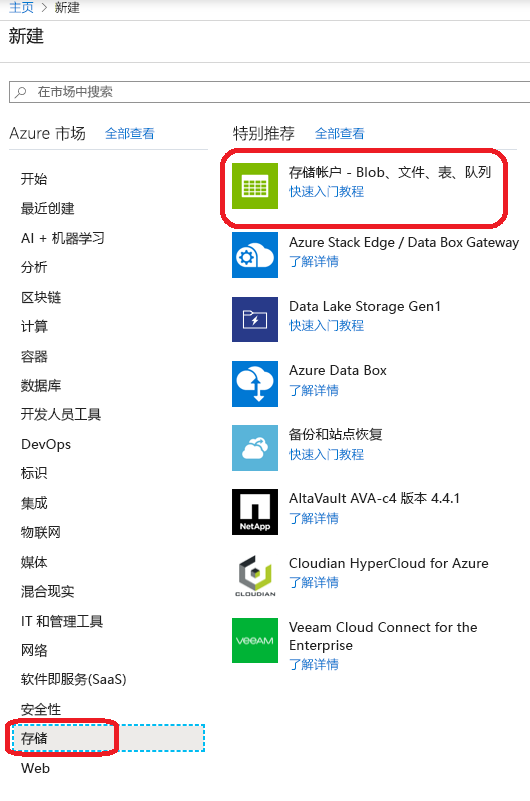 主页 > 新建
新建
在市场中搜索
Azure 市场 全部查看
开始
最近创建
AI + 机器学习
分析
区块链
计算
容器
数据库
开发人员工具
DevOps
标识
集成
物联网
媒体
混合现实
IT 和管理工具
网络
软件即服务(SaaS)
安全性
存储
Web
特别推荐 全部查看
存储帐户 - Blob、文件、表、队列
快速入门教程
Azure Stack Edge / Data Box Gateway
了解详情
Data Lake Storage Gen1
快速入门教程
Azure Data Box
了解详情
备份和站点恢复
快速入门教程
NetApp
AltaVault AVA-c4 版本 4.4.1
了解详情
CLOUDIAN
Cloudian HyperCloud for Azure
了解详情
veeAM
Veeam Cloud Connect for the
Enterprise
了解详情